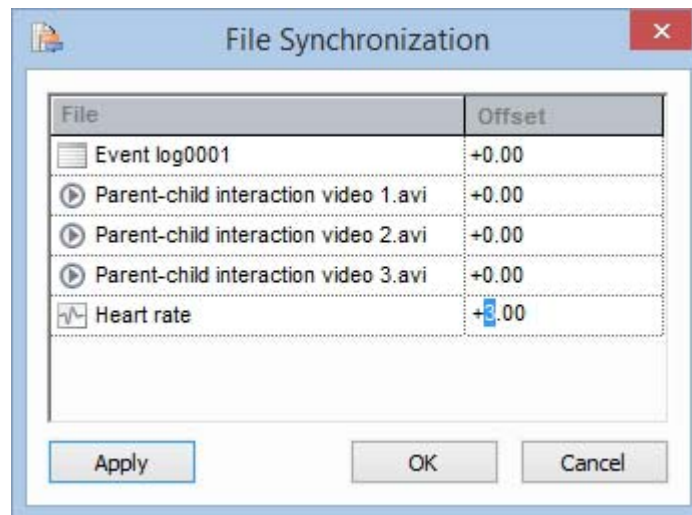 File Synchronization
File Offset
Event log0001 +0.00
Parent-child interaction video 1.avi +0.00
Parent-child interaction video 2.avi +0.00
Parent-child interaction video 3.avi +0.00
Heart rate +3.00
Apply OK Cancel